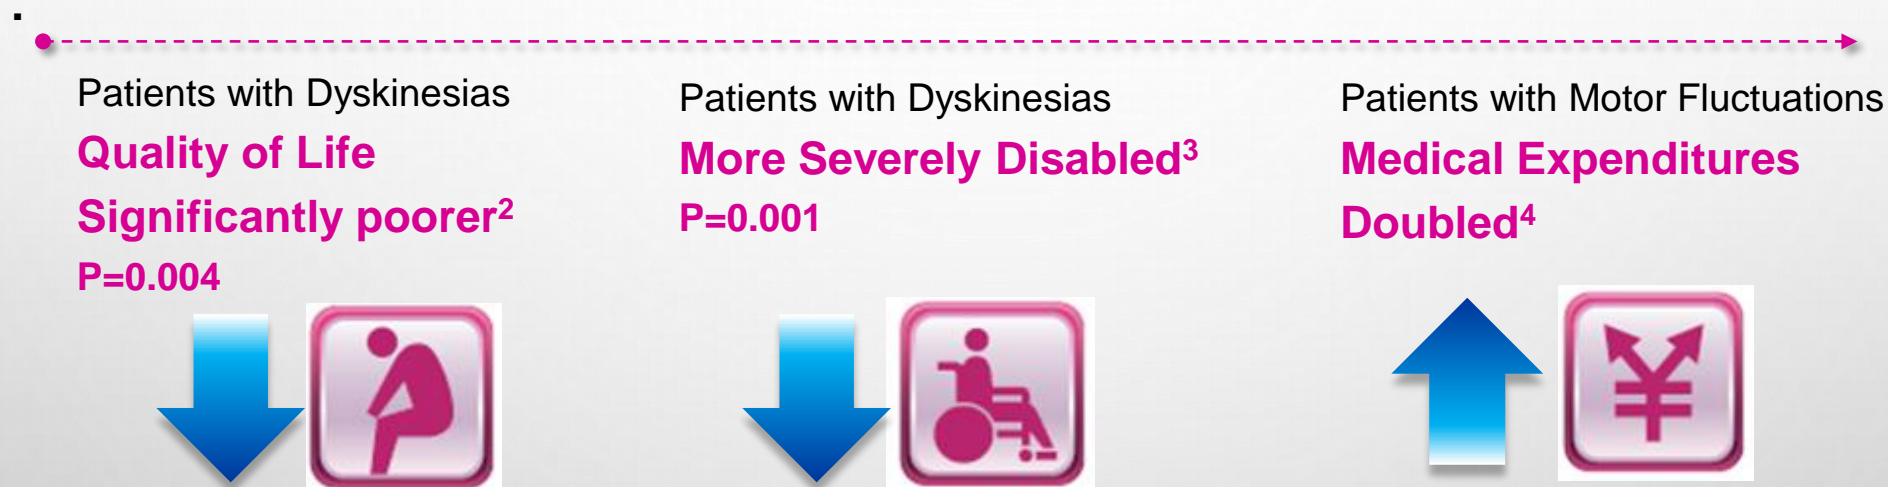 .
Patients with Dyskinesias
Quality of Life
Significantly poorer²
P=0.004
Patients with Dyskinesias
More Severely Disabled³
P=0.001
Patients with Motor Fluctuations
Medical Expenditures
Doubled⁴
¥